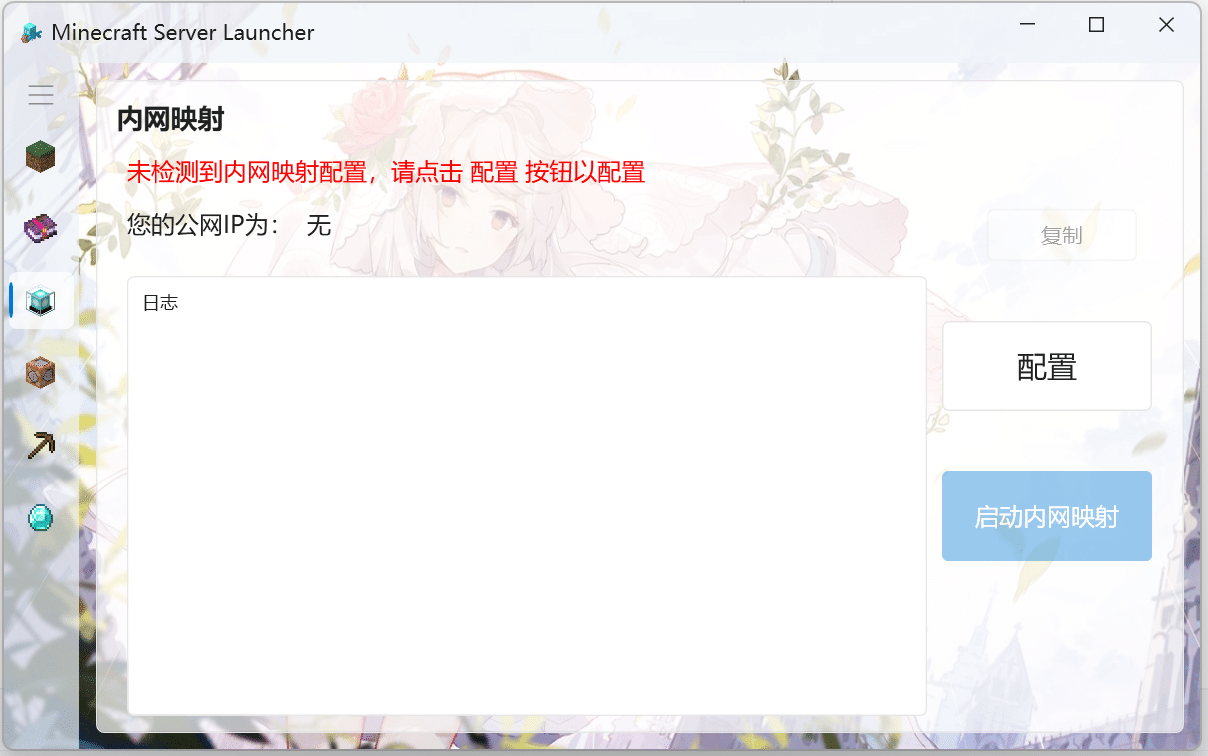 Minecraft Server Launcher
内网映射
未检测到内网映射配置，请点击 配置 按钮以配置
您的公网IP为： 无
复制
日志
配置
启动内网映射